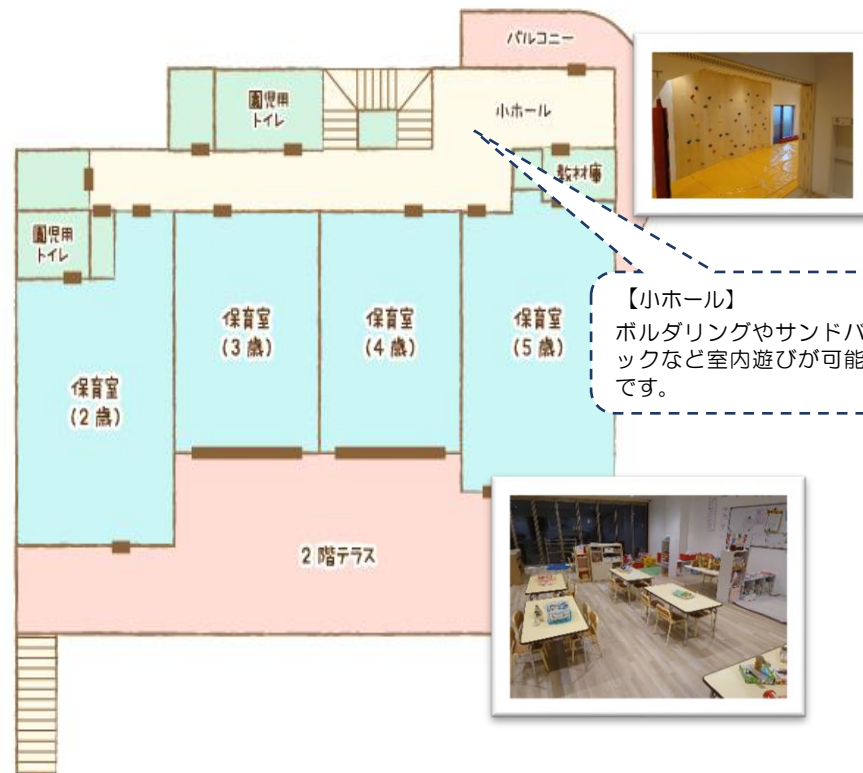 バルコニー
園児用
トイレ
小ホール
教材庫
園児用
トイレ
保育室
(3歳)
保育室
(4歳)
保育室
(5歳)
保育室
(2歳)
【小ホール】
ボルダリングやサンドバ
ックなど室内遊びが可能
です。
2階テラス